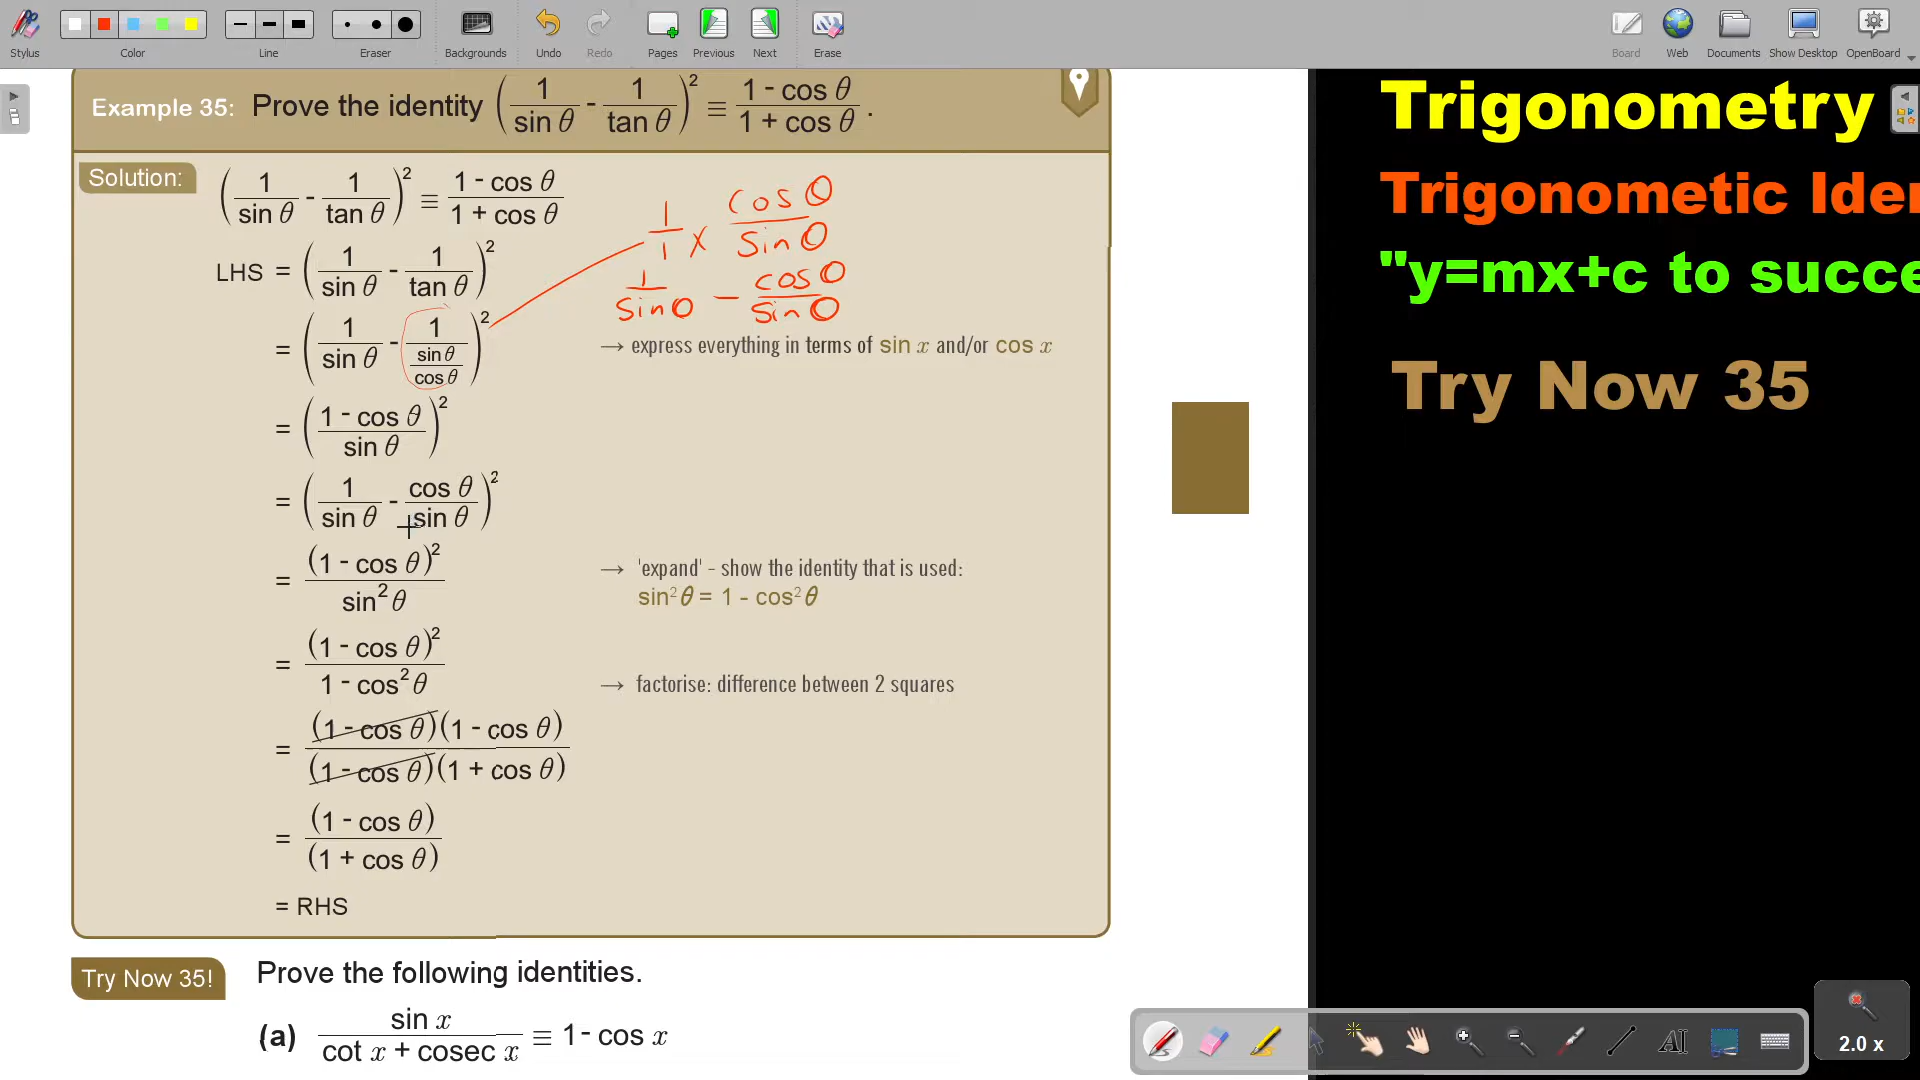 Stylus Color Line Eraser Backgrounds Undo Redo Pages Previous Next Erase Board Web Documents Show Desktop OpenBoard
Example 35: Prove the identity (1/sin θ - 1/tan θ)² ≡ (1 - cos θ)/(1 + cos θ).
Solution: (1/sin θ - 1/tan θ)² ≡ (1 - cos θ)/(1 + cos θ)
1/1 x cos θ/sin θ
LHS = (1/sin θ - 1/tan θ)²
1/sin θ - cos θ/sin θ
= (1/sin θ - 1/(sin θ/cos θ))² → express everything in terms of sin x and/or cos x
= ((1 - cos θ)/sin θ)²
= (1/sin θ - cos θ/sin θ)²
= (1 - cos θ)²/sin² θ → 'expand' - show the identity that is used:
sin² θ = 1 - cos² θ
= (1 - cos θ)²/(1 - cos² θ)
→ factorise: difference between 2 squares
= (1 - cos θ)(1 - cos θ)/(1 - cos θ)(1 + cos θ)
= (1 - cos θ)/(1 + cos θ)
= RHS
Try Now 35! Prove the following identities.
(a) sin x/(cot x + cosec x) ≡ 1 - cos x
Trigonometry
Trigonometic Iden
"y=mx+c to succe
Try Now 35
2.0 x